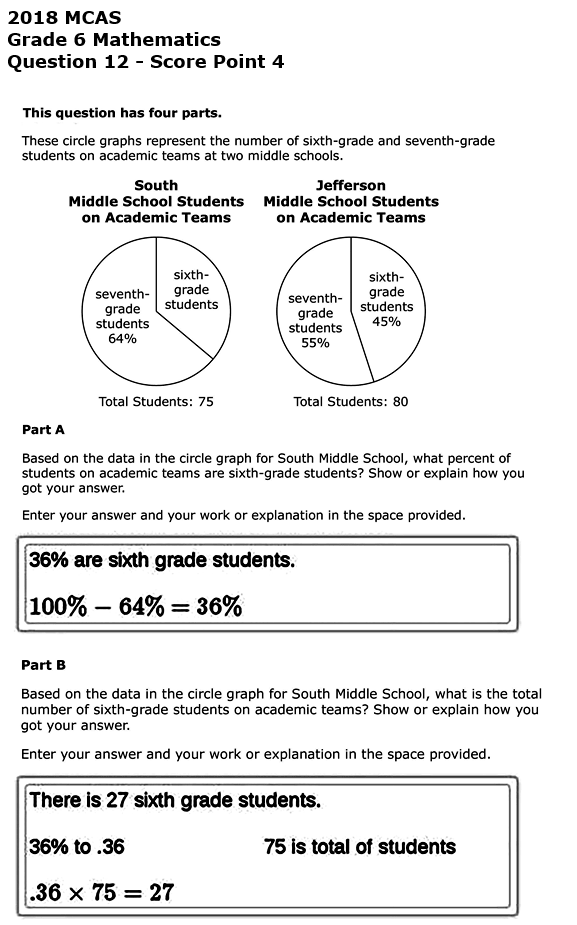 2018 MCAS
Grade 6 Mathematics
Question 12 - Score Point 4
This question has four parts.
These circle graphs represent the number of sixth-grade and seventh-grade
students on academic teams at two middle schools.
South
Middle School Students
on Academic Teams
seventh-
grade
students
64%
sixth-
grade
students
Total Students: 75
Jefferson
Middle School Students
on Academic Teams
seventh-
grade
students
55%
sixth-
grade
students
45%
Total Students: 80
Part A
Based on the data in the circle graph for South Middle School, what percent of
students on academic teams are sixth-grade students? Show or explain how you
got your answer.
Enter your answer and your work or explanation in the space provided.
36% are sixth grade students.
100% − 64% = 36%
Part B
Based on the data in the circle graph for South Middle School, what is the total
number of sixth-grade students on academic teams? Show or explain how you
got your answer.
Enter your answer and your work or explanation in the space provided.
There is 27 sixth grade students.
36% to .36 75 is total of students
.36 × 75 = 27